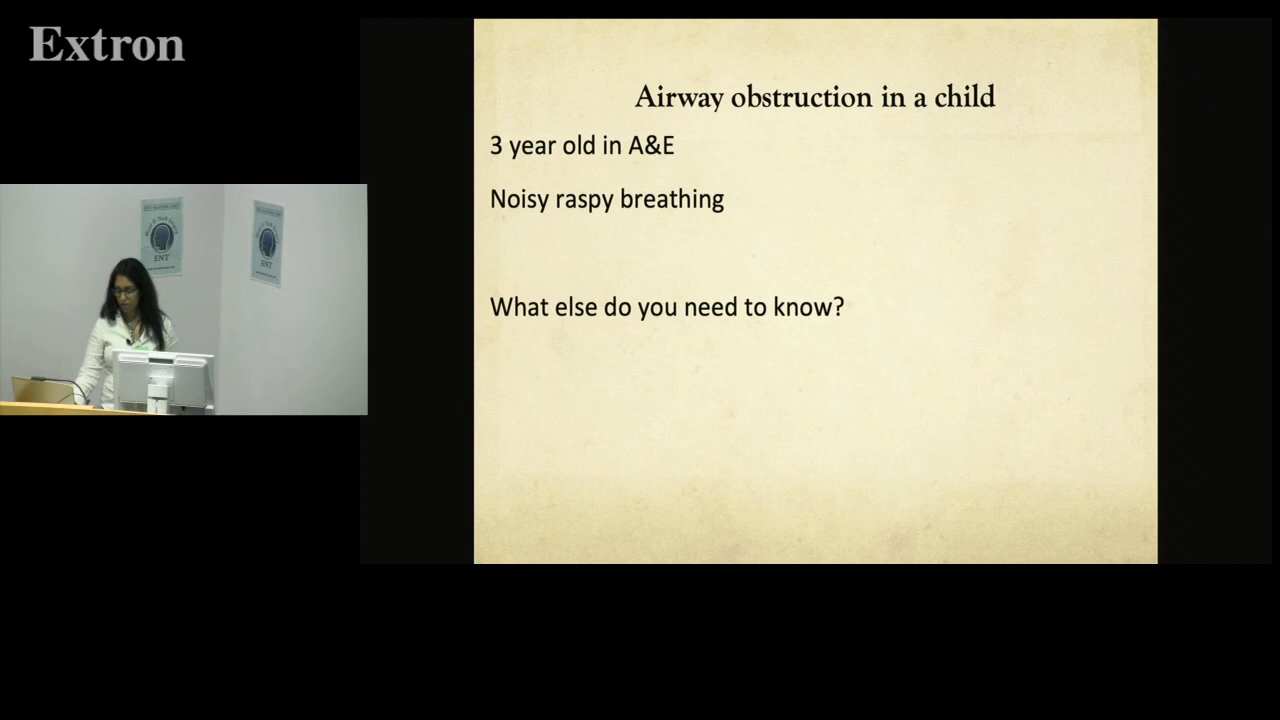 Extron
Airway obstruction in a child
3 year old in A&E
Noisy raspy breathing
What else do you need to know?
ENT
ENT